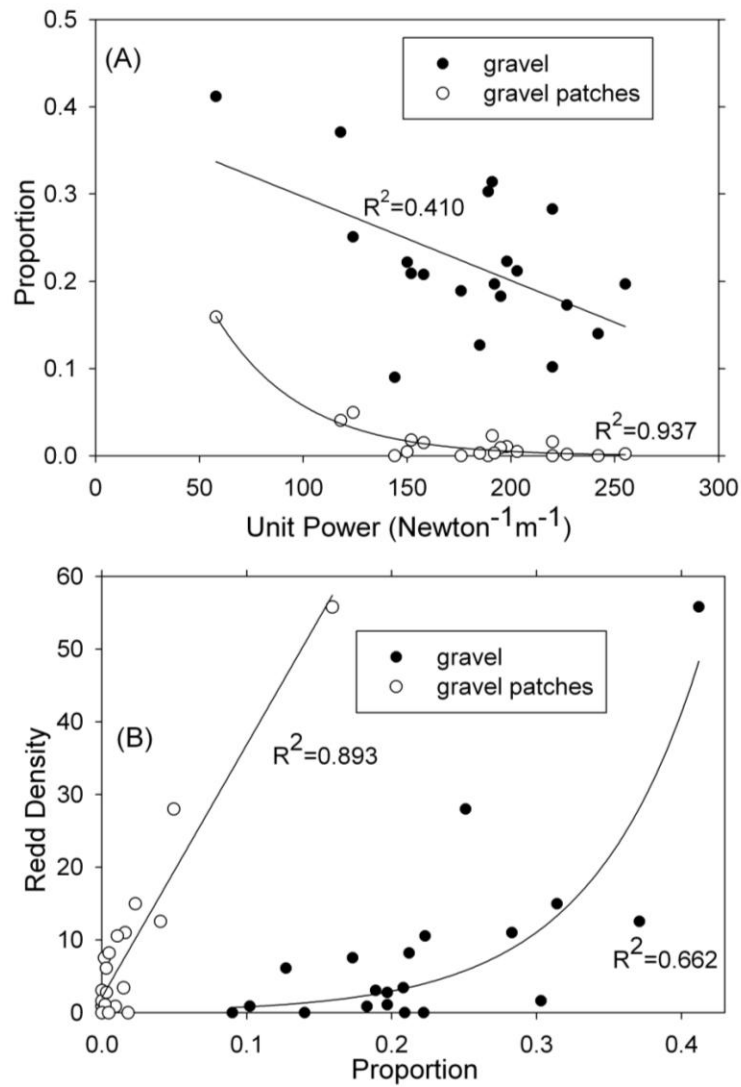 (A)
gravel
gravel patches
0.5
0.4
0.3
0.2
0.1
0.0
Proportion
R²=0.410
R²=0.937
0 50 100 150 200 250 300
Unit Power (Newton⁻¹m⁻¹)
60
50
40
30
20
10
0
Redd Density
gravel
gravel patches
(B)
R²=0.893
R²=0.662
0.0 0.1 0.2 0.3 0.4
Proportion